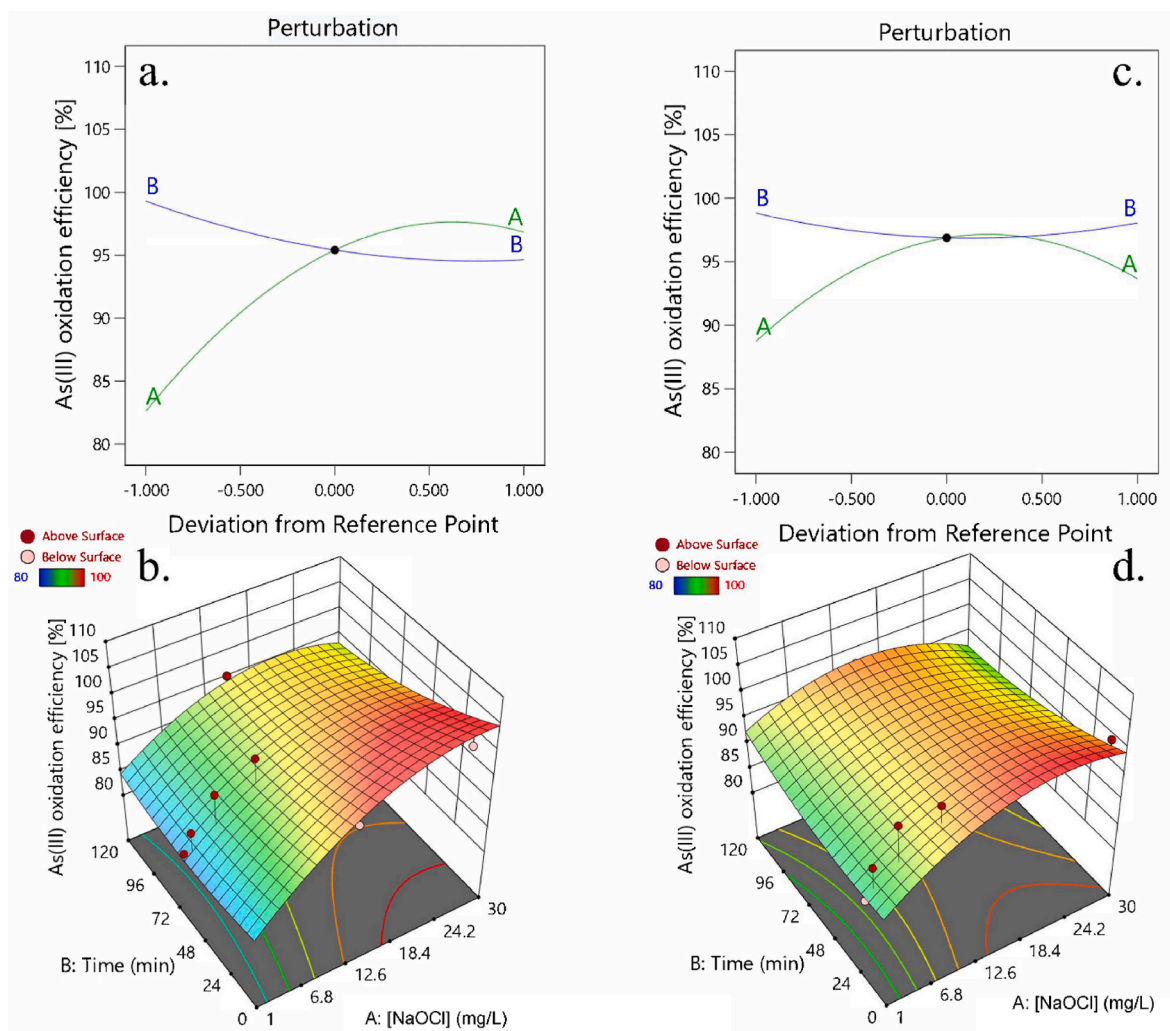 Perturbation
a.
As(III) oxidation efficiency [%]
110
105
100
95
90
85
80
B
A
A
B
-1.000
-0.500
0.000
0.500
1.000
Deviation from Reference Point
Perturbation
c.
As(III) oxidation efficiency [%]
110
105
100
95
90
85
80
B
B
A
A
-1.000
-0.500
0.000
0.500
1.000
Deviation from Reference Point
Above Surface
Below Surface
80 100
b.
As(III) oxidation efficiency [%]
110
105
100
95
90
85
80
120
96
72
48
24
0
B: Time (min)
1
6.8
12.6
18.4
24.2
30
A: [NaOCl] (mg/L)
Above Surface
Below Surface
80 100
d.
As(III) oxidation efficiency [%]
110
105
100
95
90
85
80
120
96
72
48
24
0
B: Time (min)
1
6.8
12.6
18.4
24.2
30
A: [NaOCl] (mg/L)